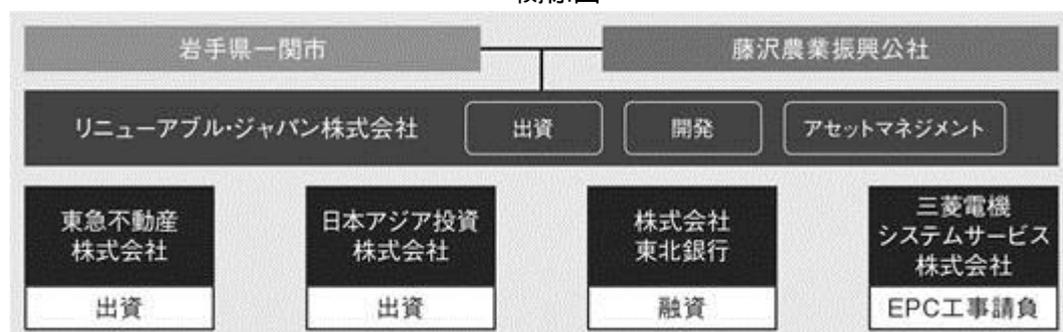 岩手県一関市
藤沢農業振興公社
リニューアブル・ジャパン株式会社
出資
開発
アセットマネジメント
東急不動産
株式会社
出資
日本アジア投資
株式会社
出資
株式会社
東北銀行
融資
三菱電機
システムサービス
株式会社
EPC工事請負